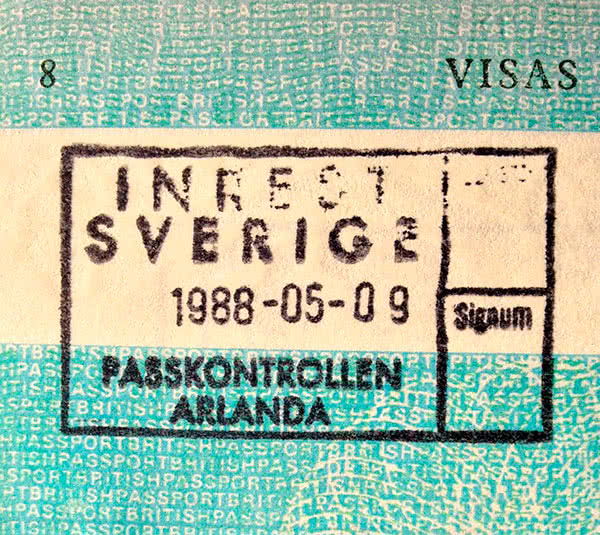 8 VISAS
INREST
SVERIGE
1988-05-09
Signum
PASSKONTROLLEN
ARLANDA